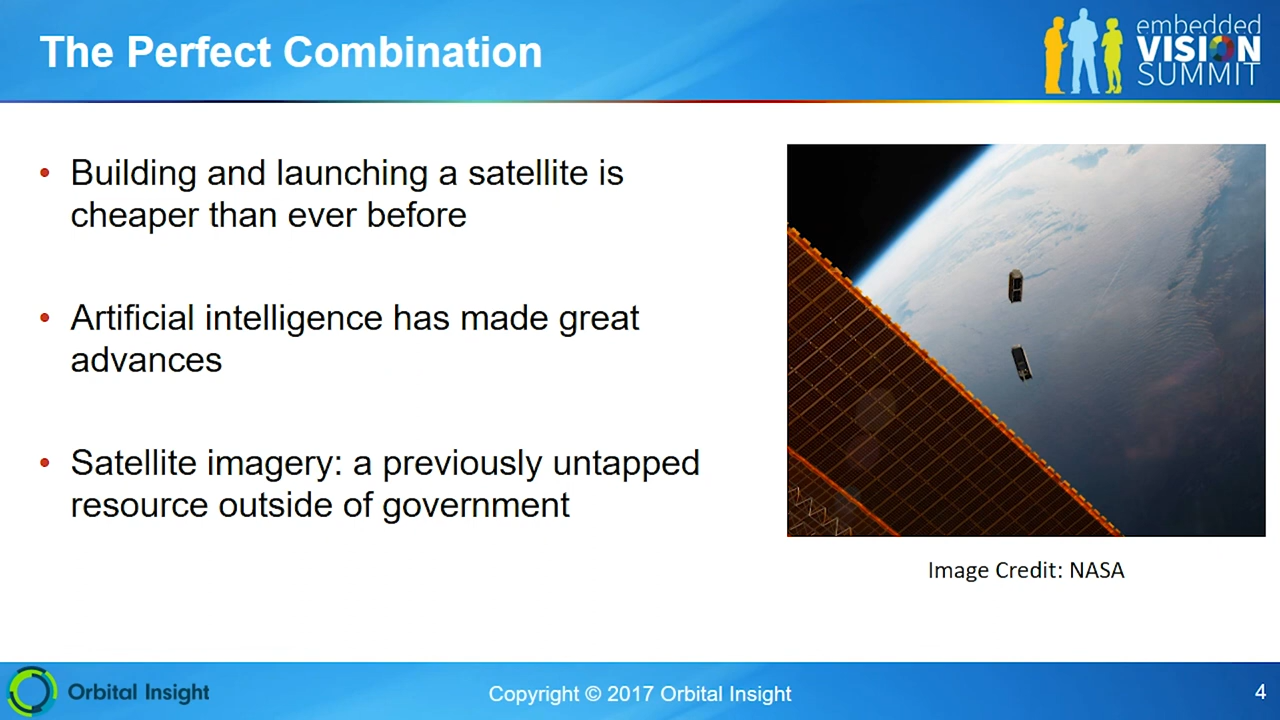 The Perfect Combination
embedded
VISION
SUMMIT
• Building and launching a satellite is
cheaper than ever before
• Artificial intelligence has made great
advances
• Satellite imagery: a previously untapped
resource outside of government
Image Credit: NASA
Orbital Insight
Copyright © 2017 Orbital Insight
4